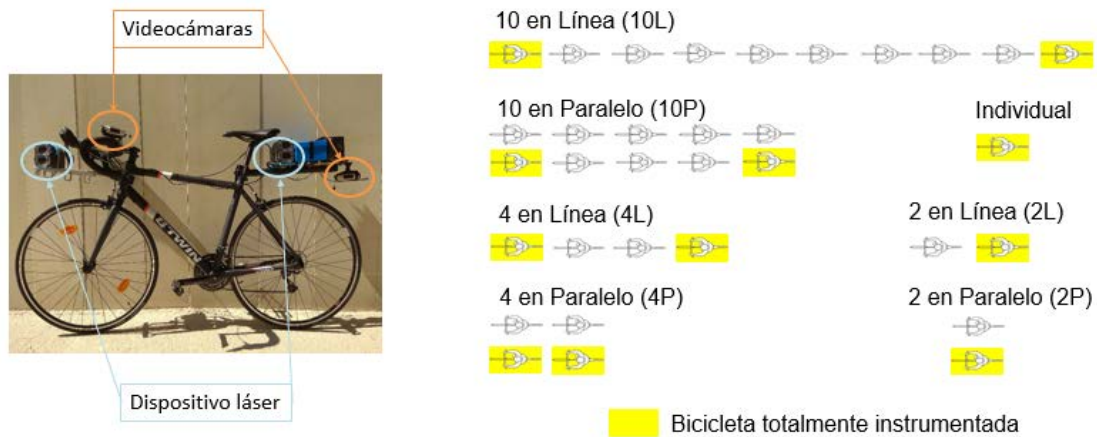 Videocámaras
B'TWIN
Dispositivo láser
10 en Línea (10L)
10 en Paralelo (10P)
Individual
4 en Línea (4L)
2 en Línea (2L)
4 en Paralelo (4P)
2 en Paralelo (2P)
Bicicleta totalmente instrumentada